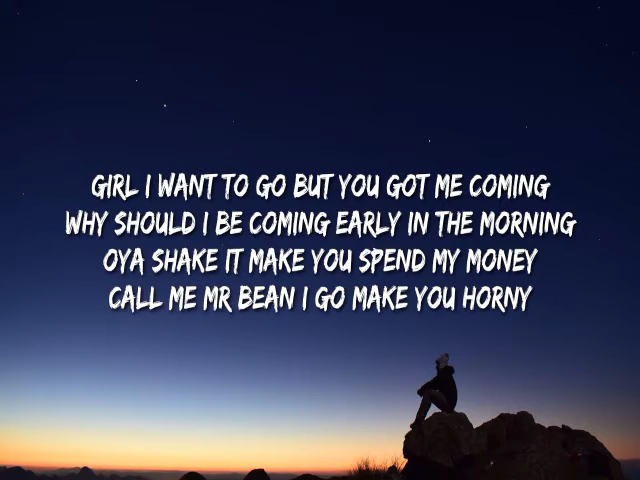 GIRL I WANT TO GO BUT YOU GOT ME COMING
WHY SHOULD I BE COMING EARLY IN THE MORNING
OYA SHAKE IT MAKE YOU SPEND MY MONEY
CALL ME MR BEAN I GO MAKE YOU HORNY